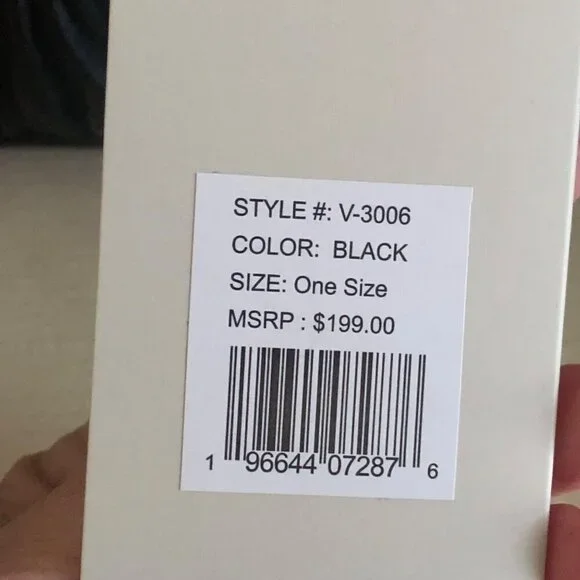 STYLE #: V-3006
COLOR: BLACK
SIZE: One Size
MSRP : $199.00
1 96644 07287 6